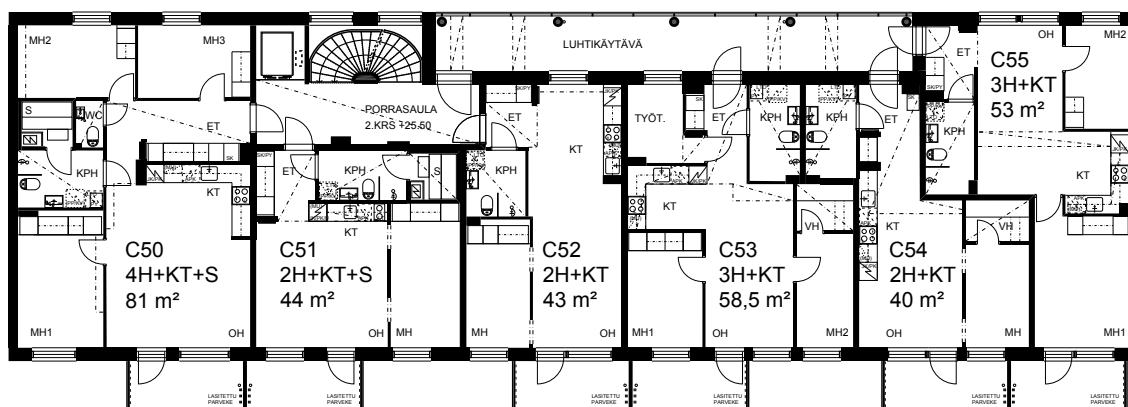 MH2
MH3
LUHTIKÄYTÄVÄ
ET
OH
MH2
C55
3H+KT
53 m²
S
WC
ET
PORRASAULA
2.KRS +25.50
ET
KT
TYÖT.
ET
KPH
KPH
ET
KPH
KPH
KT
ET
KPH
S
KPH
KT
KT
KT
KT
VH
VH
C50
4H+KT+S
81 m²
C51
2H+KT+S
44 m²
C52
2H+KT
43 m²
C53
3H+KT
58,5 m²
C54
2H+KT
40 m²
MH1
OH
OH
MH
MH
OH
MH1
OH
MH2
OH
MH
MH1
LASITETTU
PARVEKE
LASITETTU
PARVEKE
LASITETTU
PARVEKE
LASITETTU
PARVEKE
LASITETTU
PARVEKE
LASITETTU
PARVEKE